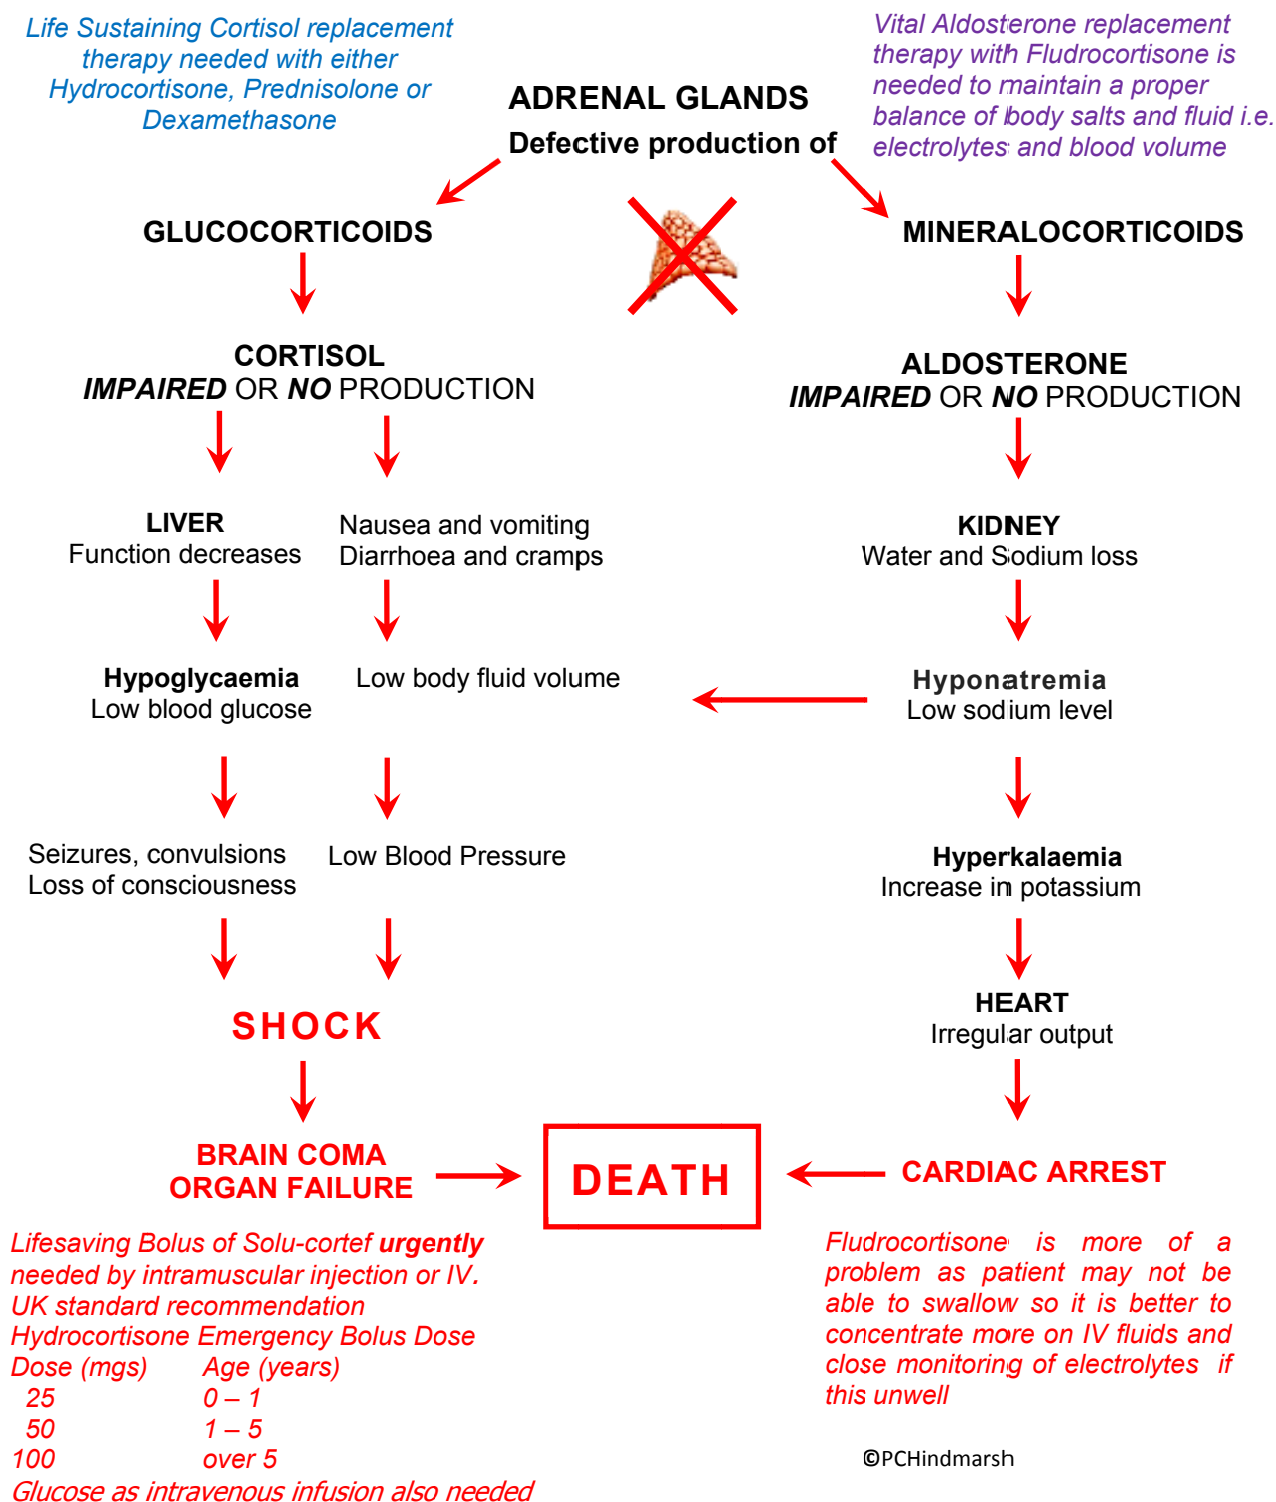 Life Sustaining Cortisol replacement
therapy needed with either
Hydrocortisone, Prednisolone or
Dexamethasone
Vital Aldosterone replacement
therapy with Fludrocortisone is
needed to maintain a proper
balance of body salts and fluid i.e.
electrolytes and blood volume
ADRENAL GLANDS
Defective production of
GLUCOCORTICOIDS
MINERALOCORTICOIDS
CORTISOL
IMPAIRED OR NO PRODUCTION
ALDOSTERONE
IMPAIRED OR NO PRODUCTION
LIVER
Function decreases
Nausea and vomiting
Diarrhoea and cramps
KIDNEY
Water and Sodium loss
Hypoglycaemia
Low blood glucose
Low body fluid volume
Hyponatremia
Low sodium level
Seizures, convulsions
Loss of consciousness
Low Blood Pressure
Hyperkalaemia
Increase in potassium
SHOCK
HEART
Irregular output
BRAIN COMA
ORGAN FAILURE
DEATH
CARDIAC ARREST
Lifesaving Bolus of Solu-cortef urgently
needed by intramuscular injection or IV.
UK standard recommendation
Hydrocortisone Emergency Bolus Dose
Dose (mgs) Age (years)
25 0 – 1
50 1 – 5
100 over 5
Glucose as intravenous infusion also needed
Fludrocortisone is more of a
problem as patient may not be
able to swallow so it is better to
concentrate more on IV fluids and
close monitoring of electrolytes if
this unwell
©PCHindmarsh